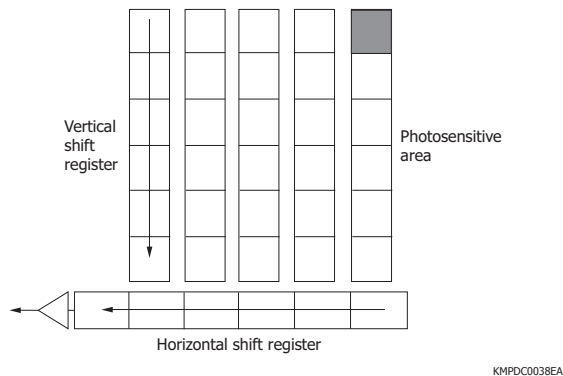 Vertical
shift
register
Photosensitive
area
Horizontal shift register
KMPDC0038EA